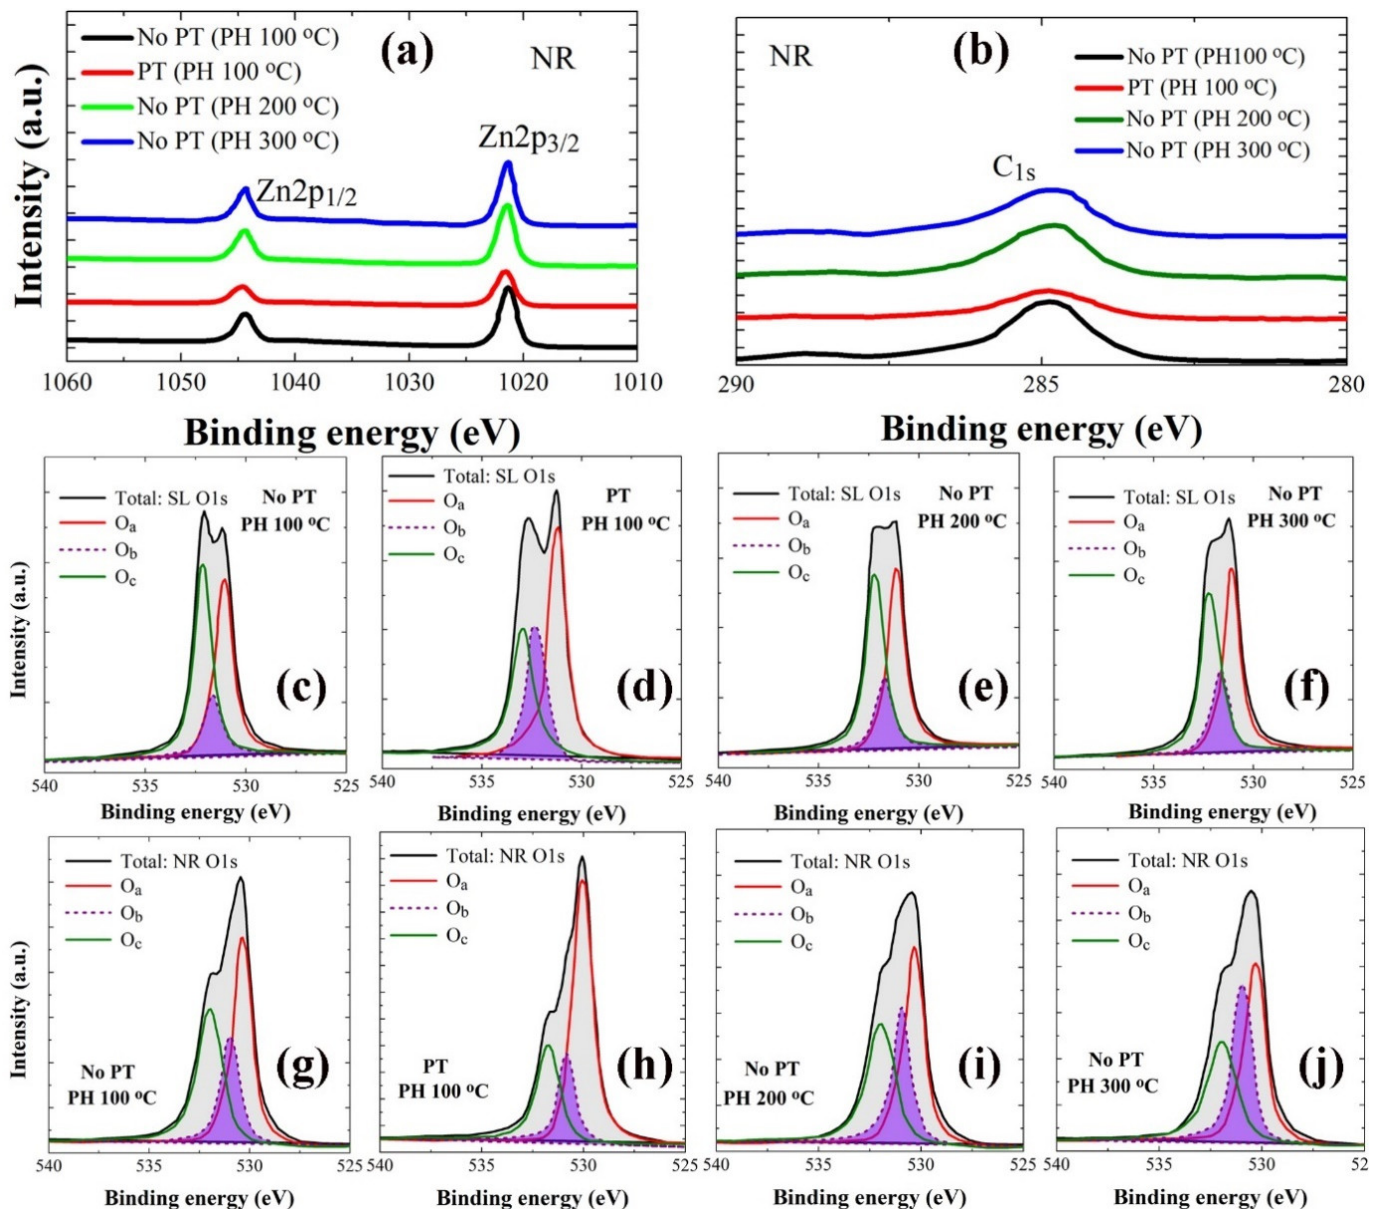 Intensity (a.u.)
No PT (PH 100 °C)
PT (PH 100 °C)
No PT (PH 200 °C)
No PT (PH 300 °C)
(a)
NR
Zn2p1/2
Zn2p3/2
1060 1050 1040 1030 1020 1010
Binding energy (eV)
NR
(b)
No PT (PH100 °C)
PT (PH 100 °C)
No PT (PH 200 °C)
No PT (PH 300 °C)
C1s
290 285 280
Binding energy (eV)
Intensity (a.u.)
Total: SL O1s
Oa
Ob
Oc
No PT
PH 100 °C
(c)
540 535 530 525
Binding energy (eV)
Total: SL O1s
Oa
Ob
Oc
PT
PH 100 °C
(d)
540 535 530 525
Binding energy (eV)
Total: SL O1s
Oa
Ob
Oc
No PT
PH 200 °C
(e)
540 535 530 525
Binding energy (eV)
Total: SL O1s
Oa
Ob
Oc
No PT
PH 300 °C
(f)
540 535 530 525
Binding energy (eV)
Intensity (a.u.)
Total: NR O1s
Oa
Ob
Oc
(g)
No PT
PH 100 °C
540 535 530 525
Binding energy (eV)
Total: NR O1s
Oa
Ob
Oc
(h)
PT
PH 100 °C
540 535 530 525
Binding energy (eV)
Total: NR O1s
Oa
Ob
Oc
(i)
No PT
PH 200 °C
540 535 530 525
Binding energy (eV)
Total: NR O1s
Oa
Ob
Oc
(j)
No PT
PH 300 °C
540 535 530 52
Binding energy (eV)